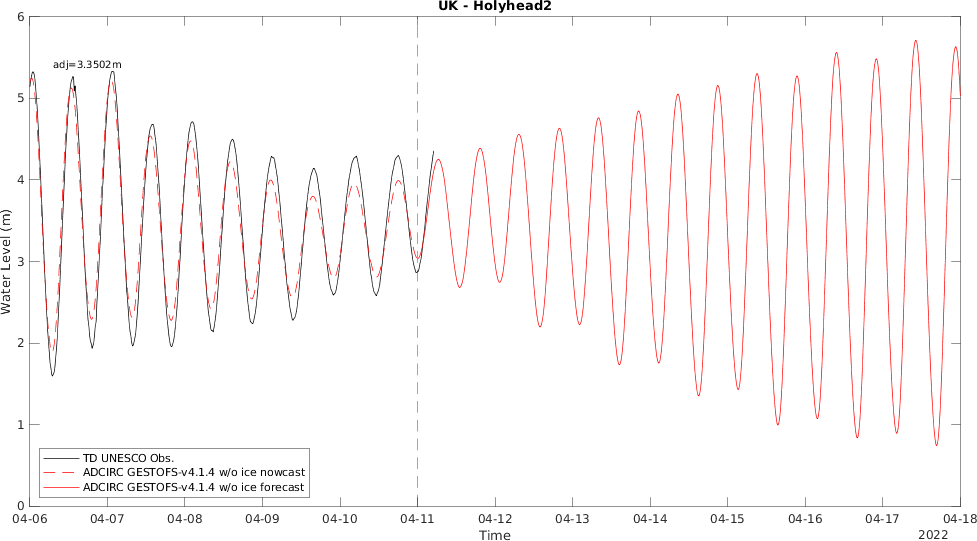 UK - Holyhead2
6
5
4
3
2
1
0
Water Level (m)
adj=3.3502m
TD UNESCO Obs.
ADCIRC GESTOFS-v4.1.4 w/o ice nowcast
ADCIRC GESTOFS-v4.1.4 w/o ice forecast
04-06 04-07 04-08 04-09 04-10 04-11 04-12 04-13 04-14 04-15 04-16 04-17 04-18
Time
2022